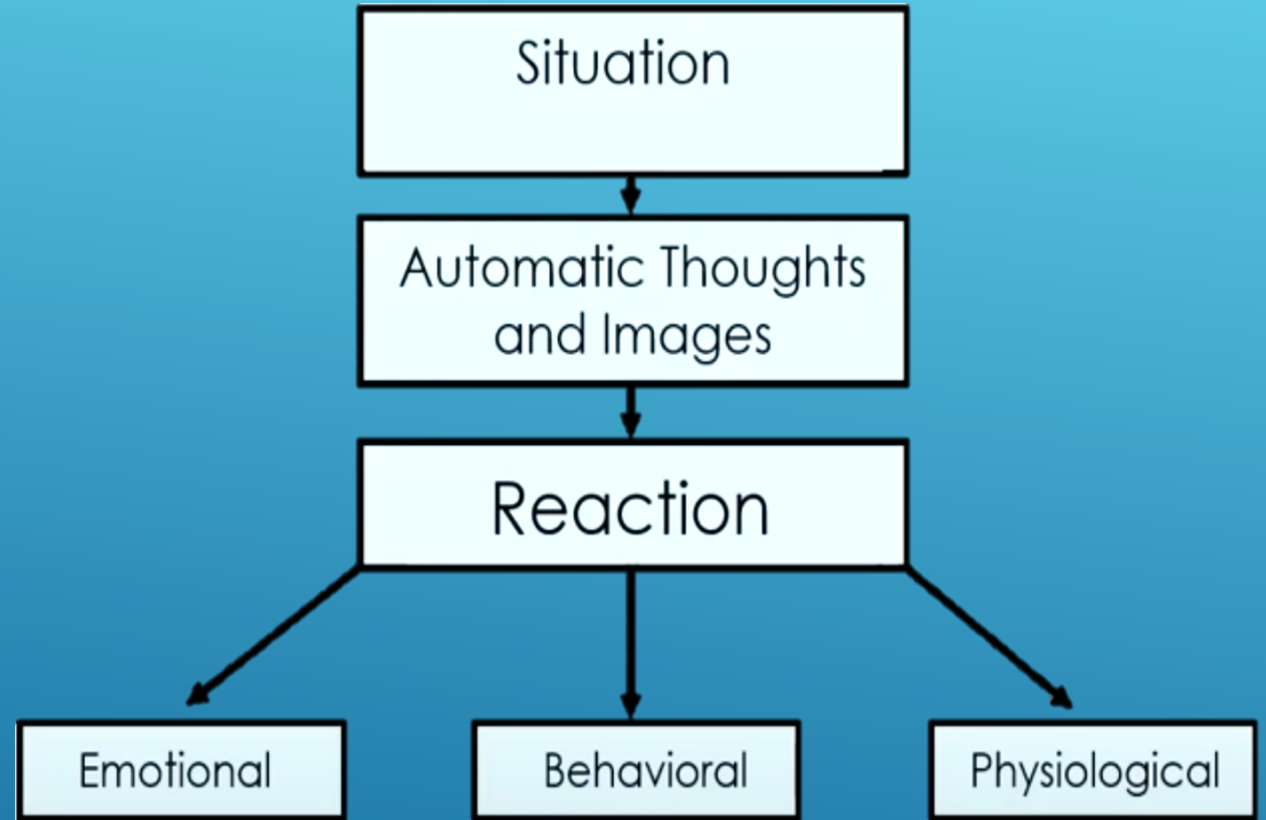 Situation
Automatic Thoughts
and Images
Reaction
Emotional
Behavioral
Physiological